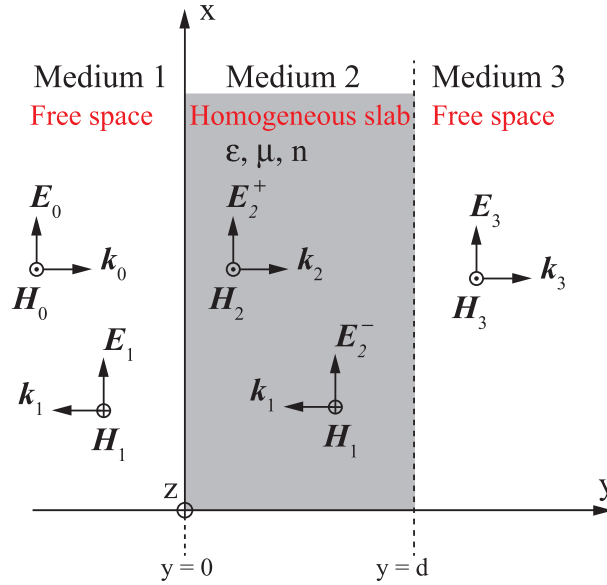 x
Medium 1
Medium 2
Medium 3
Free space
Homogeneous slab
Free space
ε, μ, n
E₀
k₀
H₀
E₂⁺
k₂
H₂
E₃
k₃
H₃
E₁
k₁
H₁
E₂⁻
k₁
H₁
z
y
y = 0
y = d